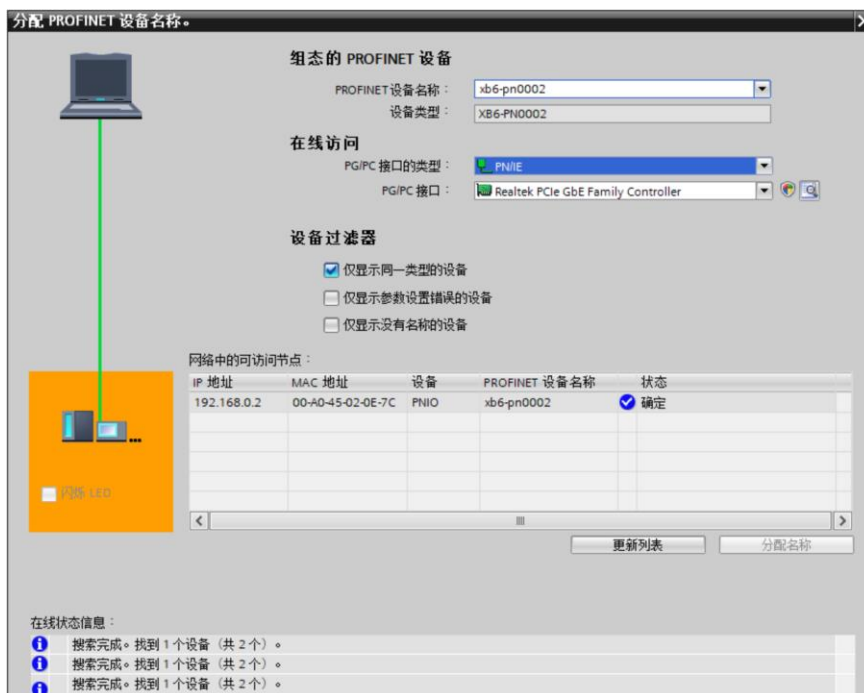 分配 PROFINET 设备名称。
组态的 PROFINET 设备
PROFINET设备名称： xb6-pn0002
设备类型： XB6-PN0002
在线访问
PG/PC 接口的类型： PN/IE
PG/PC 接口： Realtek PCIe GbE Family Controller
设备过滤器
仅显示同一类型的设备
仅显示参数设置错误的设备
仅显示没有名称的设备
网络中的可访问节点：
IP 地址 MAC 地址 设备 PROFINET 设备名称 状态
192.168.0.2 00-A0-45-02-0E-7C PNIO xb6-pn0002 确定
闪烁 LED
更新列表 分配名称
在线状态信息：
搜索完成。找到 1 个设备（共 2 个）。
搜索完成。找到 1 个设备（共 2 个）。
搜索完成。找到 1 个设备（共 2 个）。